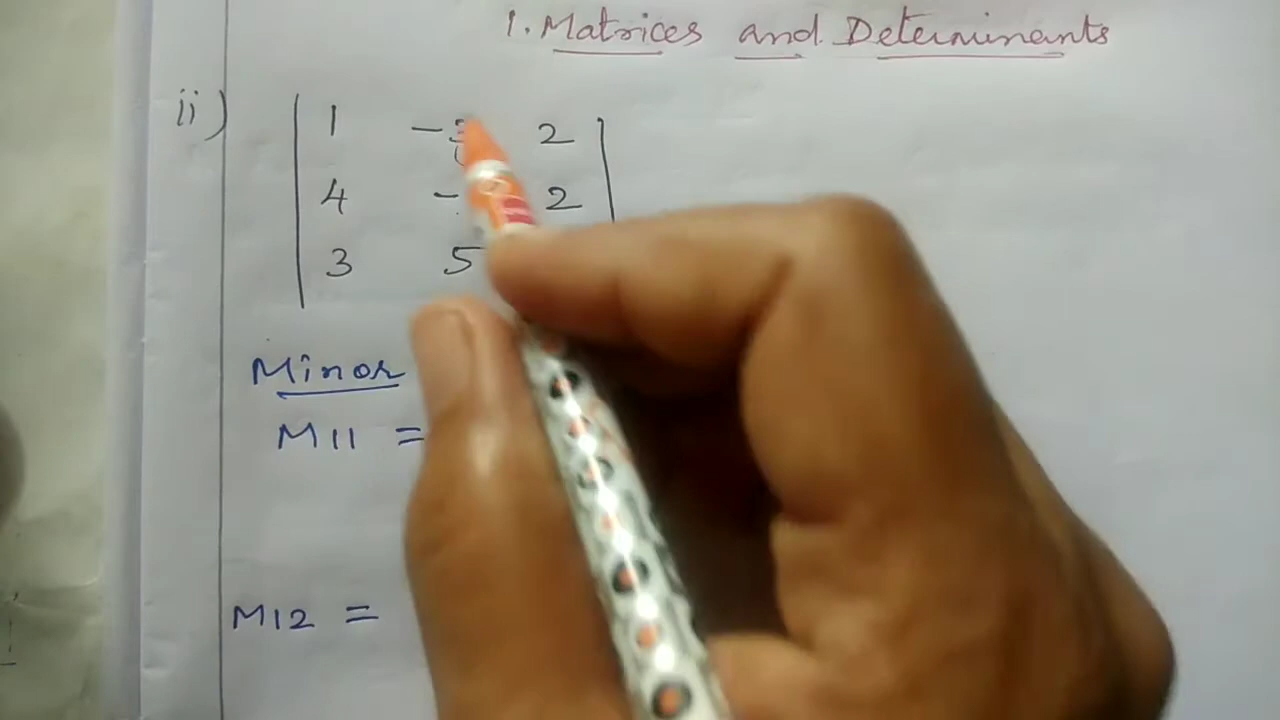 1. Matrices and Determinants
ii) 1 - 2
4 - 2
3 5
Minor
M11 =
M12 =